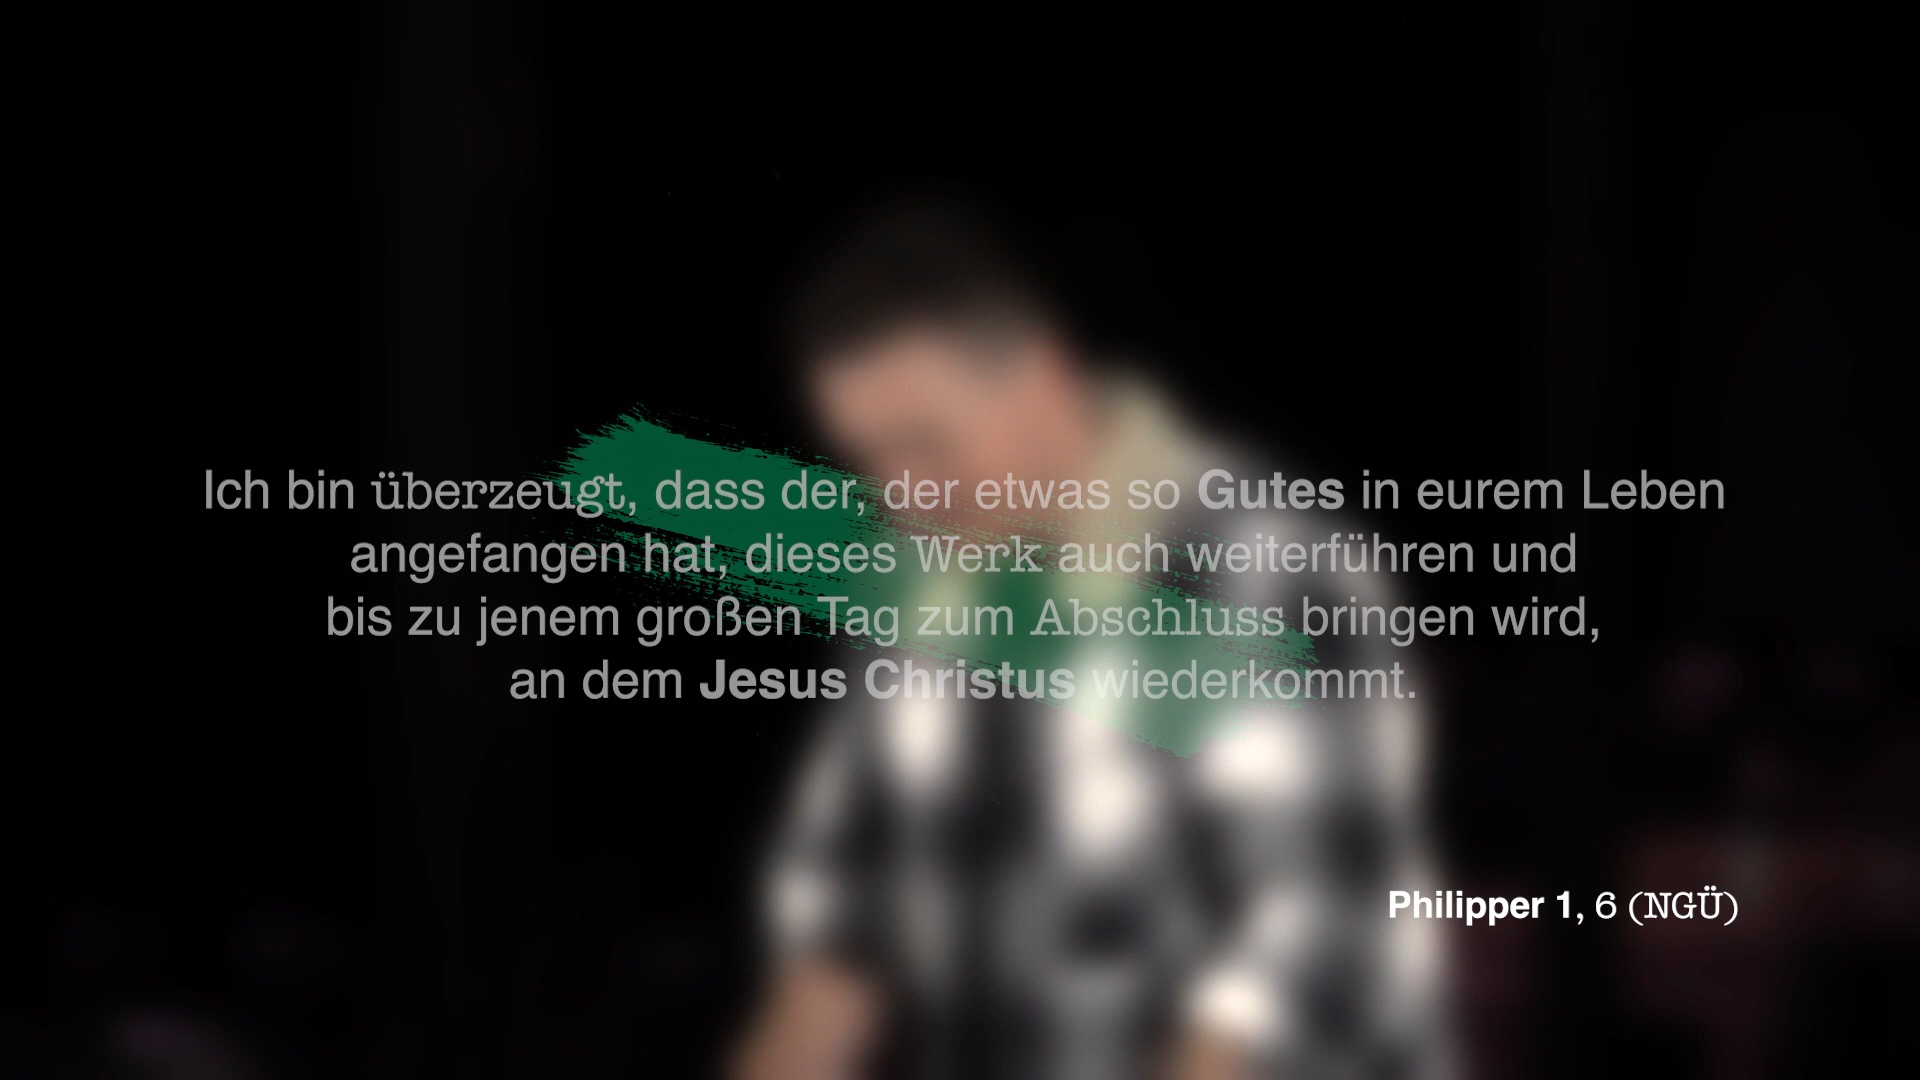 Ich bin überzeugt, dass der, der etwas so Gutes in eurem Leben
angefangen hat, dieses Werk auch weiterführen und
bis zu jenem großen Tag zum Abschluss bringen wird,
an dem Jesus Christus wiederkommt.
Philipper 1, 6 (NGÜ)